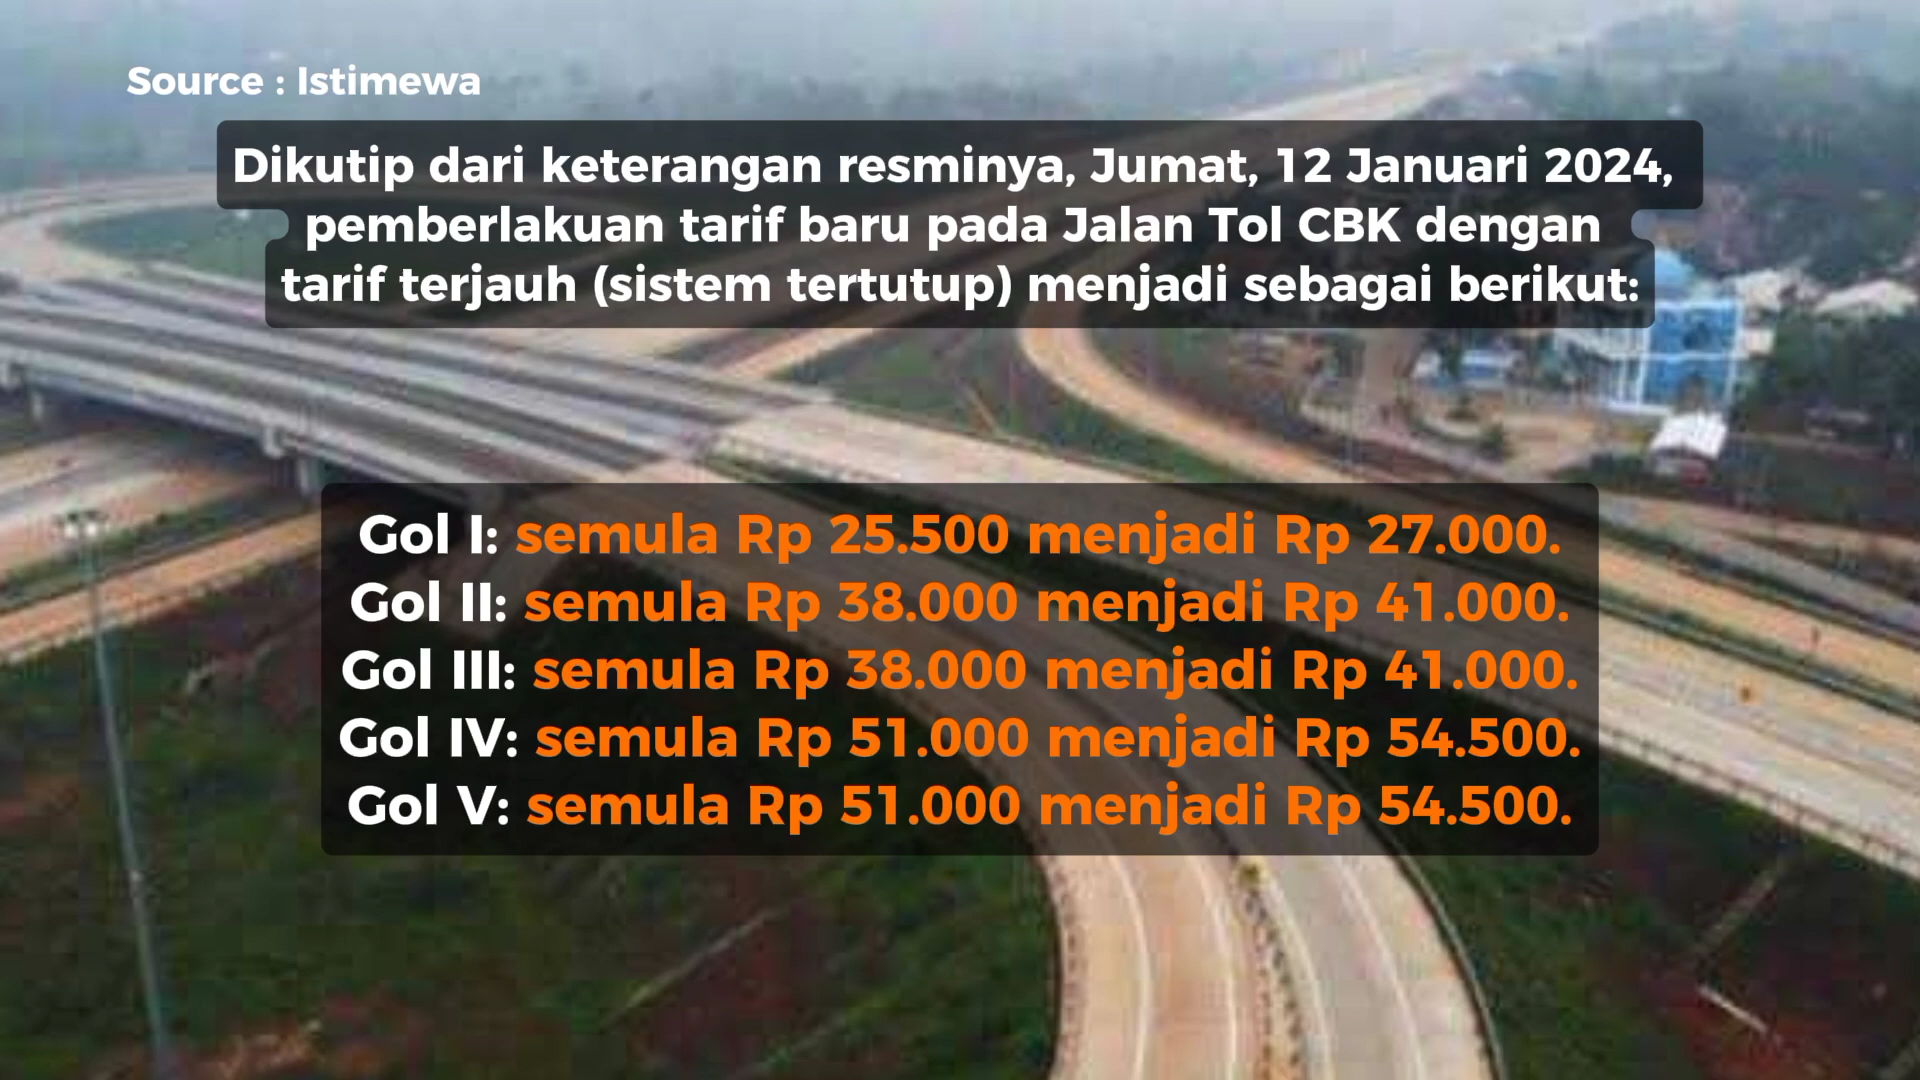 Source : Istimewa
Dikutip dari keterangan resminya, Jumat, 12 Januari 2024,
pemberlakuan tarif baru pada Jalan Tol CBK dengan
tarif terjauh (sistem tertutup) menjadi sebagai berikut:
Gol I: semula Rp 25.500 menjadi Rp 27.000.
Gol II: semula Rp 38.000 menjadi Rp 41.000.
Gol III: semula Rp 38.000 menjadi Rp 41.000.
Gol IV: semula Rp 51.000 menjadi Rp 54.500.
Gol V: semula Rp 51.000 menjadi Rp 54.500.